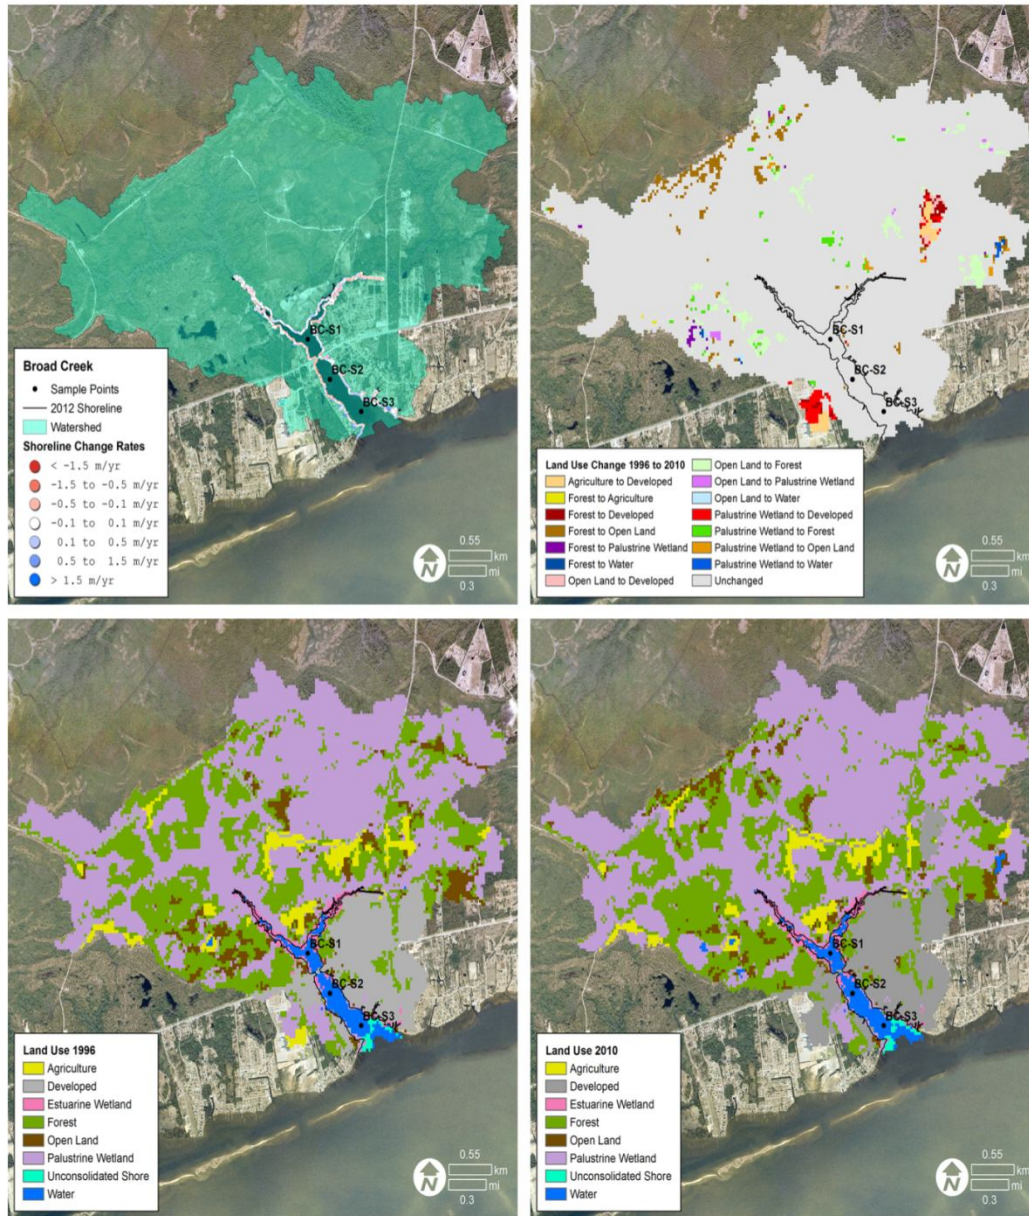 BC-S1
BC-S2
BC-S3
Broad Creek
Sample Points
2012 Shoreline
Watershed
Shoreline Change Rates
< -1.5 m/yr
-1.5 to -0.5 m/yr
-0.5 to -0.1 m/yr
-0.1 to 0.1 m/yr
0.1 to 0.5 m/yr
0.5 to 1.5 m/yr
> 1.5 m/yr
N
0.55
km
mi
0.3
BC-S1
BC-S2
BC-S3
Land Use Change 1996 to 2010
Agriculture to Developed
Forest to Agriculture
Forest to Developed
Forest to Open Land
Forest to Palustrine Wetland
Forest to Water
Open Land to Developed
Open Land to Forest
Open Land to Palustrine Wetland
Open Land to Water
Palustrine Wetland to Developed
Palustrine Wetland to Forest
Palustrine Wetland to Open Land
Palustrine Wetland to Water
Unchanged
N
0.55
km
mi
0.3
BC-S1
BC-S2
BC-S3
Land Use 1996
Agriculture
Developed
Estuarine Wetland
Forest
Open Land
Palustrine Wetland
Unconsolidated Shore
Water
N
0.55
km
mi
0.3
BC-S1
BC-S2
BC-S3
Land Use 2010
Agriculture
Developed
Estuarine Wetland
Forest
Open Land
Palustrine Wetland
Unconsolidated Shore
Water
N
0.55
km
mi
0.3